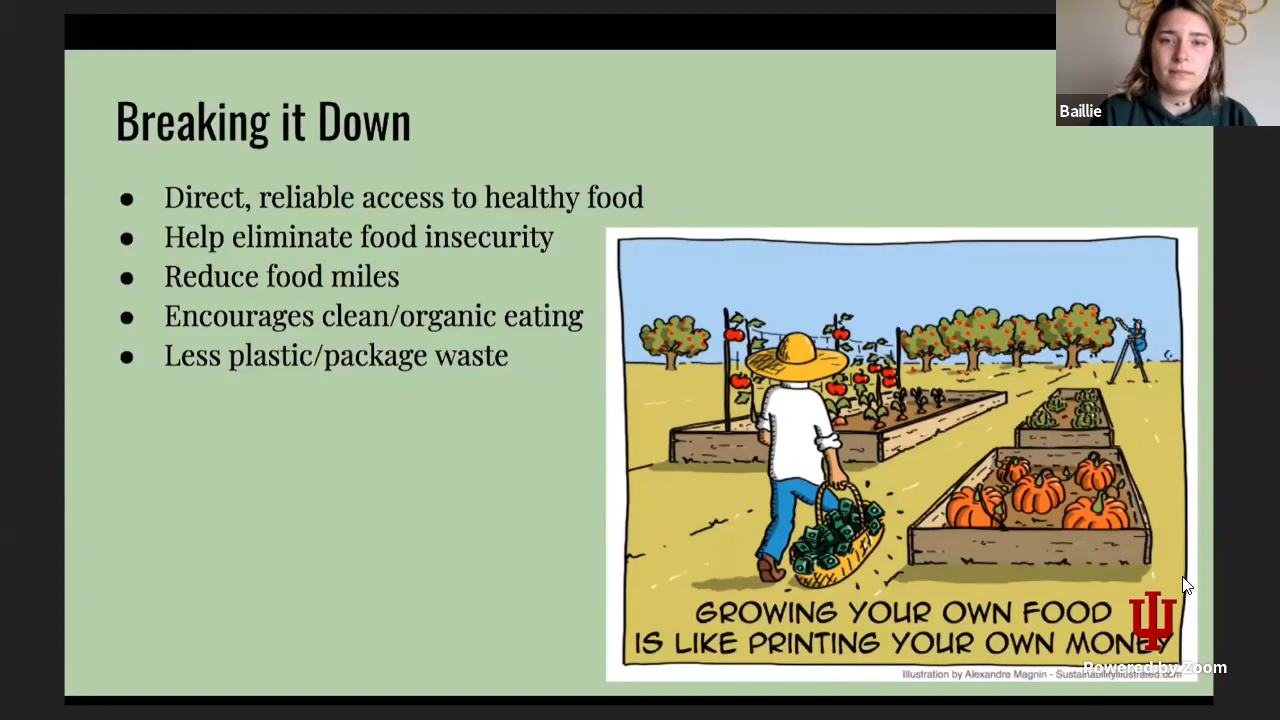 Baillie
Breaking it Down
● Direct, reliable access to healthy food
● Help eliminate food insecurity
● Reduce food miles
● Encourages clean/organic eating
● Less plastic/package waste
GROWING YOUR OWN FOOD
IS LIKE PRINTING YOUR OWN MONEY
Powered by Zoom
Illustration by Alexandre Magnin - Sustainabilityillustrated.com